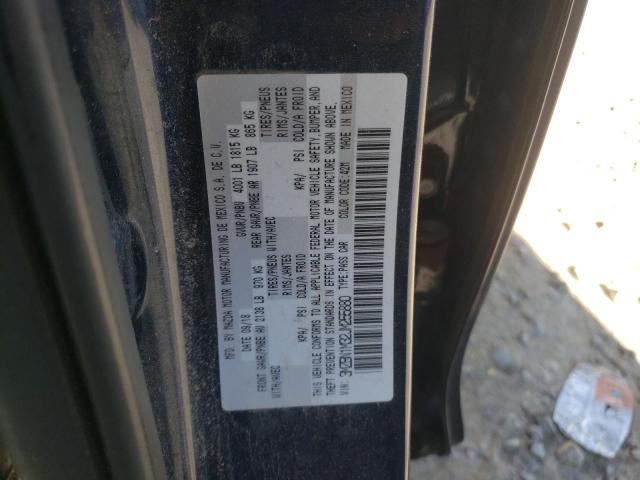 MFD BY MAZDA MOTOR MANUFACTURING DE MEXICO S.A. DE C.V.
DATE: 09/18 GVWR/PNBV 4001 LB 1815 KG
FRONT GAWR/PNBE AV 2138 LB 970 KG REAR GAWR/PNBE AR 1907 LB 865 KG
WITH/AVEC TIRES/PNEUS WITH/AVEC TIRES/PNEUS
RIMS/JANTES RIMS/JANTES
KPA/ PSI COLD/A FROID KPA/ PSI COLD/A FROID
THIS VEHICLE CONFORMS TO ALL APPLICABLE FEDERAL MOTOR VEHICLE SAFETY, BUMPER, AND
THEFT PREVENTION STANDARDS IN EFFECT ON THE DATE OF MANUFACTURE SHOWN ABOVE.
VIN: 3MZBN1M32JM265880 TYPE:PASS CAR COLOR CODE:42M MADE IN MEXICO